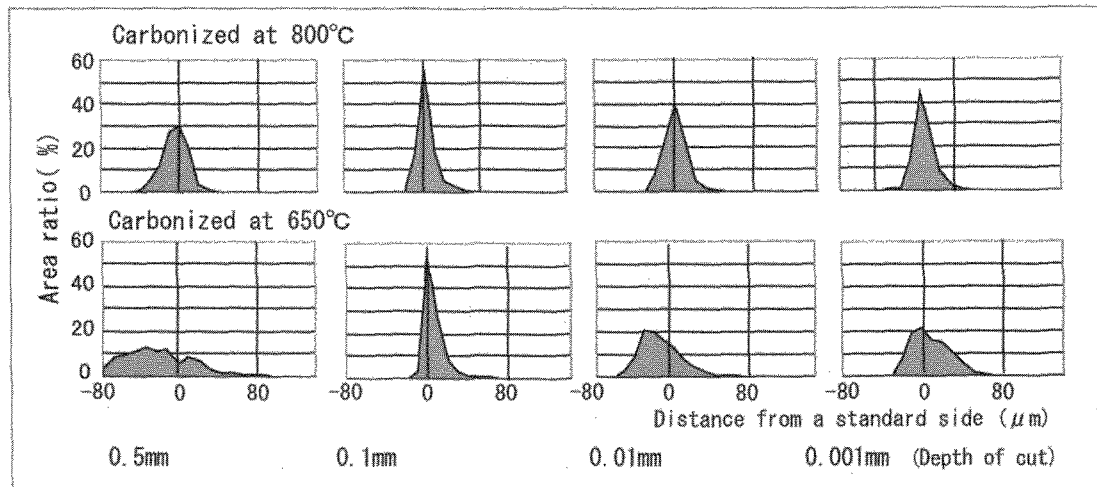 Carbonized at 800℃
60
40
20
0
Carbonized at 650℃
60
40
20
0
Area ratio(%)
-80 0 80 -80 0 80 -80 0 80 -80 0 80
Distance from a standard side (μm)
0.5mm 0.1mm 0.01mm 0.001mm (Depth of cut)